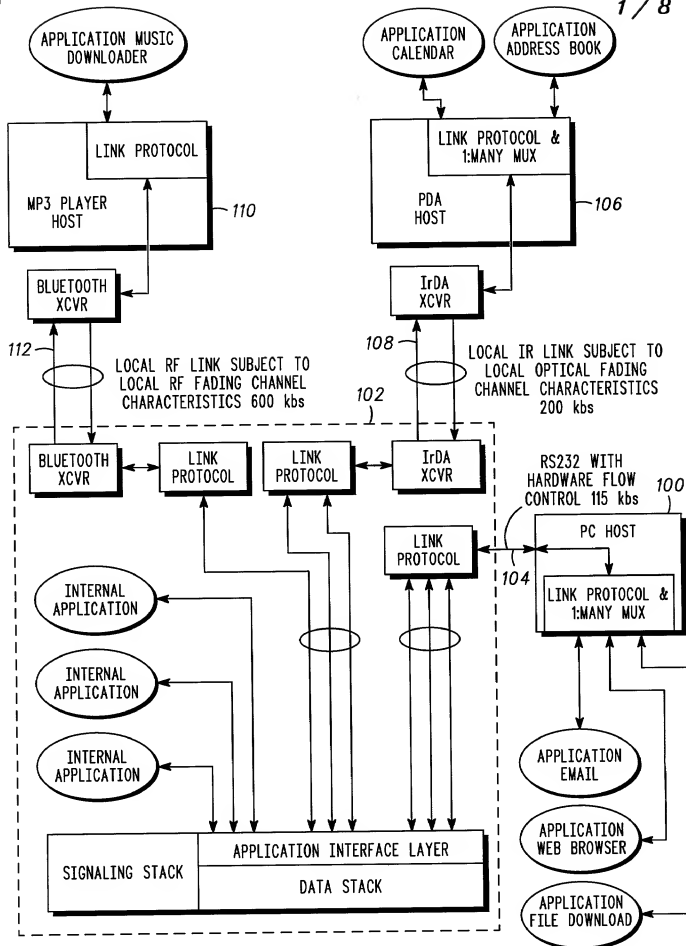 1/8
APPLICATION MUSIC
DOWNLOADER
APPLICATION
CALENDAR
APPLICATION
ADDRESS BOOK
LINK PROTOCOL
MP3 PLAYER
HOST
110
LINK PROTOCOL &
1:MANY MUX
PDA
HOST
106
BLUETOOTH
XCVR
IrDA
XCVR
112
LOCAL RF LINK SUBJECT TO
LOCAL RF FADING CHANNEL
CHARACTERISTICS 600 kbs
108
LOCAL IR LINK SUBJECT TO
LOCAL OPTICAL FADING
CHANNEL CHARACTERISTICS
200 kbs
102
BLUETOOTH
XCVR
LINK
PROTOCOL
LINK
PROTOCOL
IrDA
XCVR
RS232 WITH
HARDWARE FLOW
CONTROL 115 kbs
100
LINK
PROTOCOL
104
PC HOST
LINK PROTOCOL &
1:MANY MUX
INTERNAL
APPLICATION
INTERNAL
APPLICATION
INTERNAL
APPLICATION
APPLICATION
EMAIL
APPLICATION
WEB BROWSER
APPLICATION
FILE DOWNLOAD
SIGNALING STACK
APPLICATION INTERFACE LAYER
DATA STACK